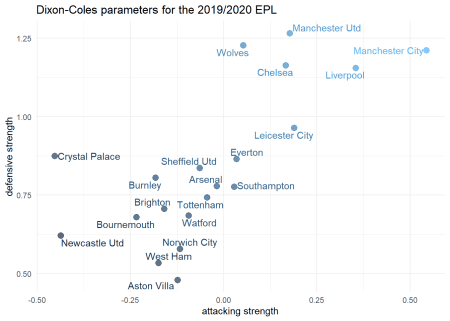 Dixon-Coles parameters for the 2019/2020 EPL
Manchester Utd
1.25
Wolves
Manchester City
Chelsea
Liverpool
1.00
Leicester City
Everton
Crystal Palace
Sheffield Utd
Arsenal
Burnley
Southampton
0.75
Brighton
Tottenham
Bournemouth
Watford
Newcastle Utd
Norwich City
West Ham
0.50
Aston Villa
defensive strength
-0.50
-0.25
0.00
0.25
0.50
attacking strength